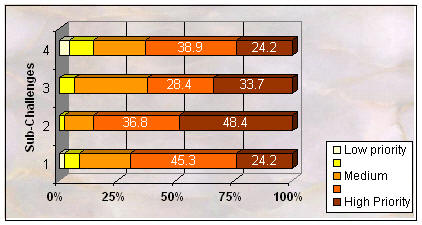 Sub-Challenges
4
38.9 24.2
3
28.4 33.7
2
36.8 48.4
1
45.3 24.2
0% 25% 50% 75% 100%
Low priority
Medium
High Priority